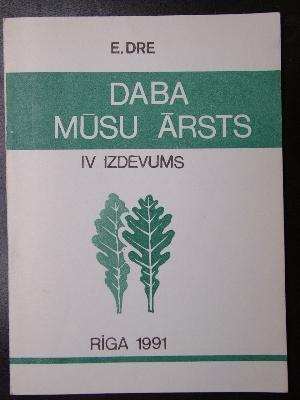 E. DRE
DABA
MŪSU ĀRSTS
IV IZDEVUMS
RĪGA 1991